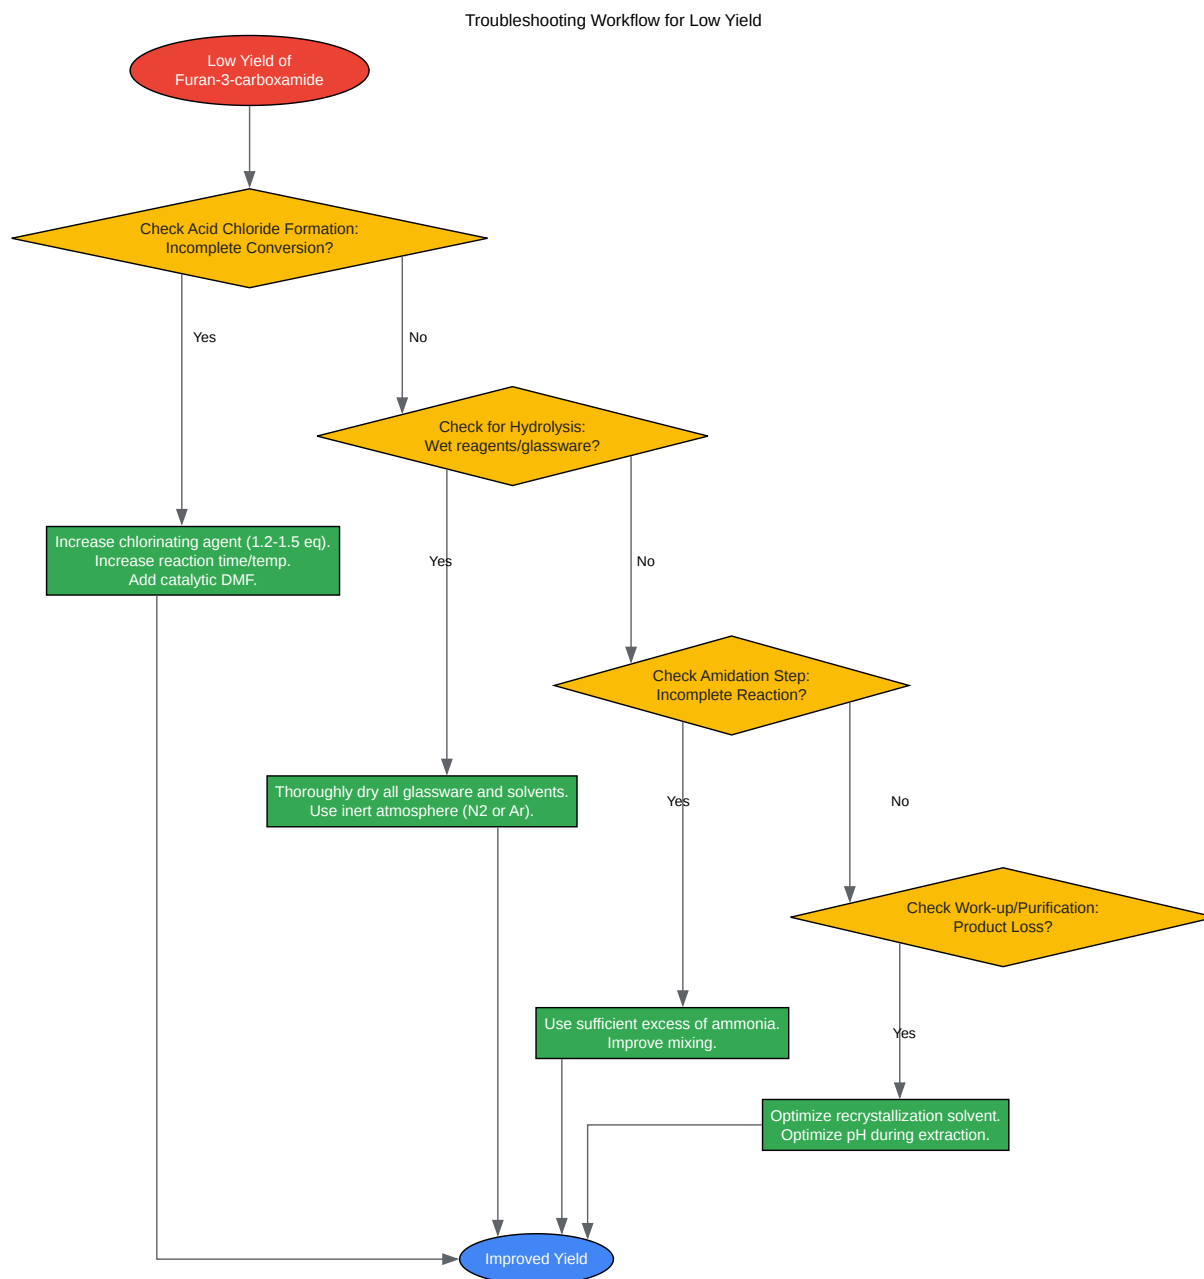 Troubleshooting Workflow for Low Yield
Low Yield of
Furan-3-carboxamide
Check Acid Chloride Formation:
Incomplete Conversion?
Yes
No
Check for Hydrolysis:
Wet reagents/glassware?
Increase chlorinating agent (1.2-1.5 eq).
Increase reaction time/temp.
Add catalytic DMF.
Yes
No
Check Amidation Step:
Incomplete Reaction?
Thoroughly dry all glassware and solvents.
Use inert atmosphere (N2 or Ar).
Yes
No
Check Work-up/Purification:
Product Loss?
Use sufficient excess of ammonia.
Improve mixing.
Yes
Optimize recrystallization solvent.
Optimize pH during extraction.
Improved Yield